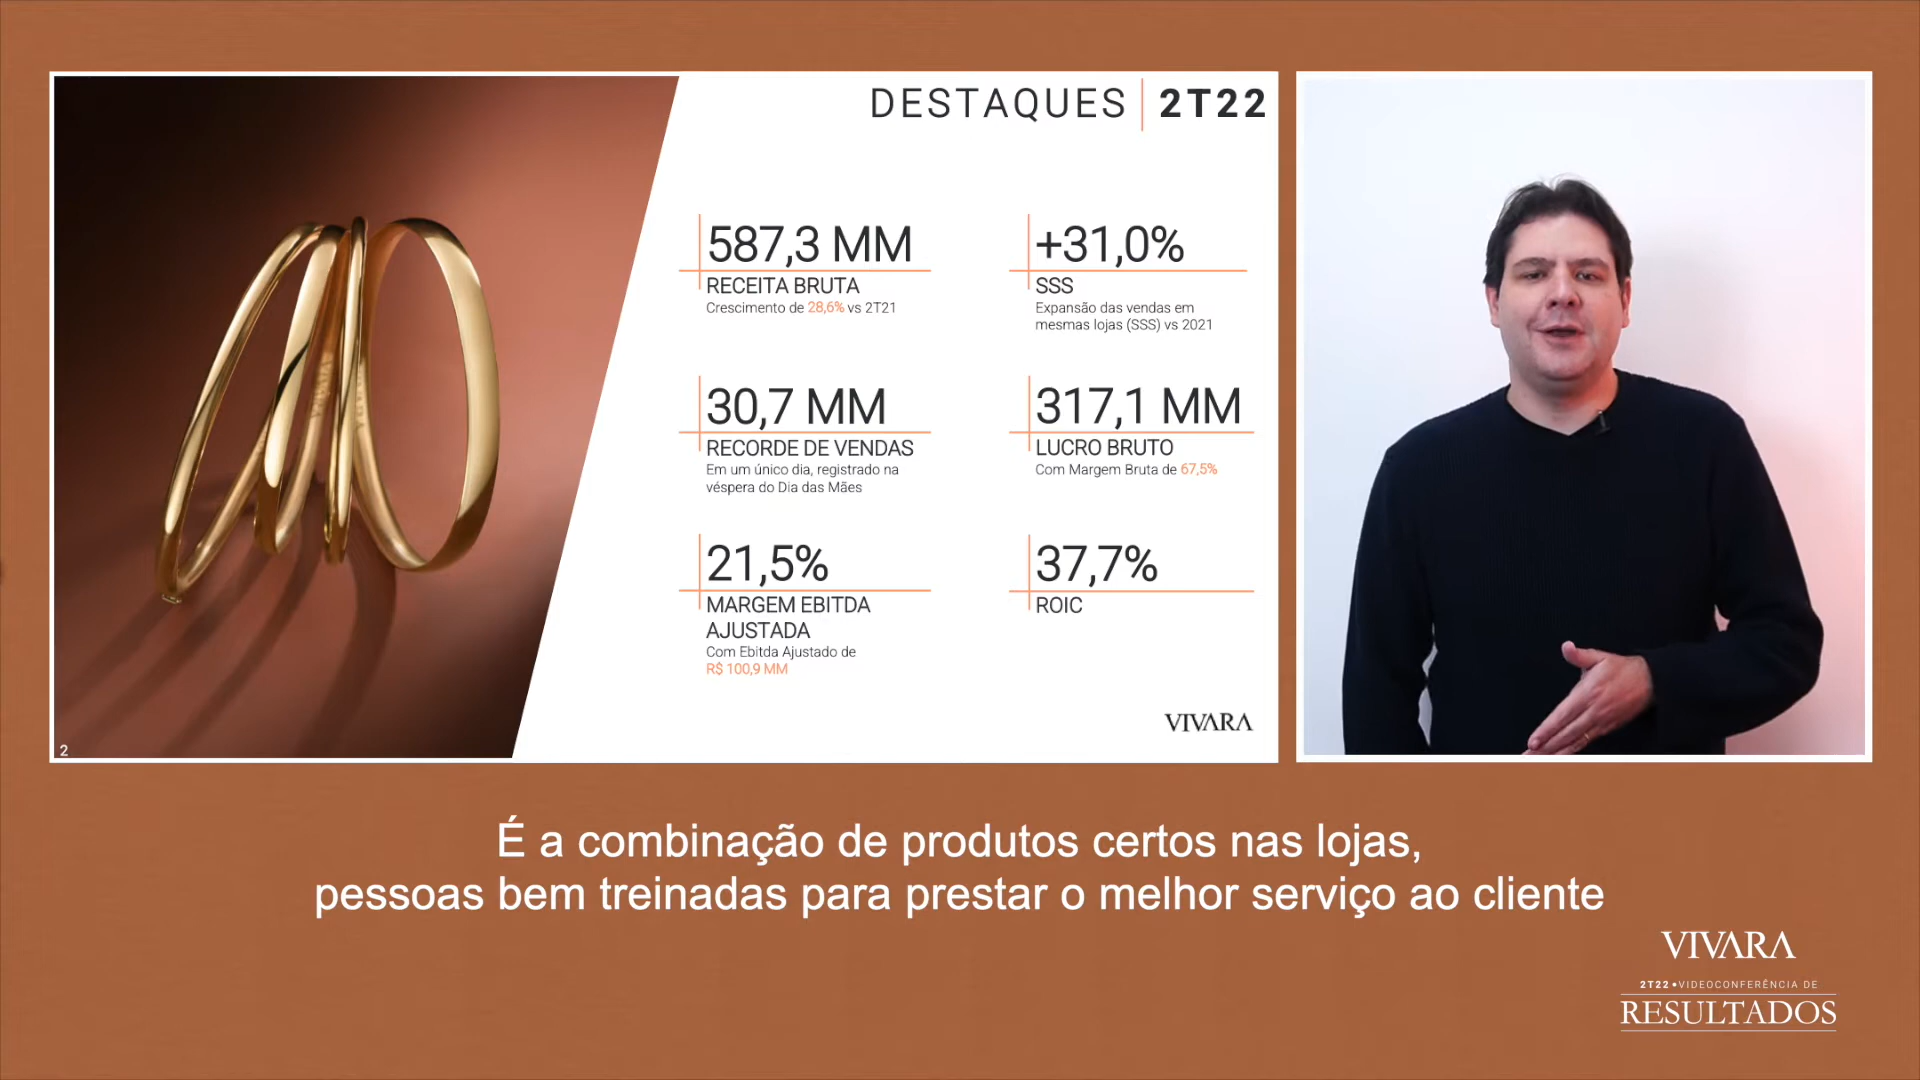 DESTAQUES 2T22
587,3 MM
RECEITA BRUTA
Crescimento de 28,6% vs 2T21
+31,0%
SSS
Expansão das vendas em
mesmas lojas (SSS) vs 2021
30,7 MM
RECORDE DE VENDAS
Em um único dia, registrado na
véspera do Dia das Mães
317,1 MM
LUCRO BRUTO
Com Margem Bruta de 67,5%
21,5%
MARGEM EBITDA
AJUSTADA
Com Ebitda Ajustado de
R$ 100,9 MM
37,7%
ROIC
VIVARA
2
É a combinação de produtos certos nas lojas,
pessoas bem treinadas para prestar o melhor serviço ao cliente
VIVARA
2T22•VIDEOCONFERÊNCIA DE
RESULTADOS